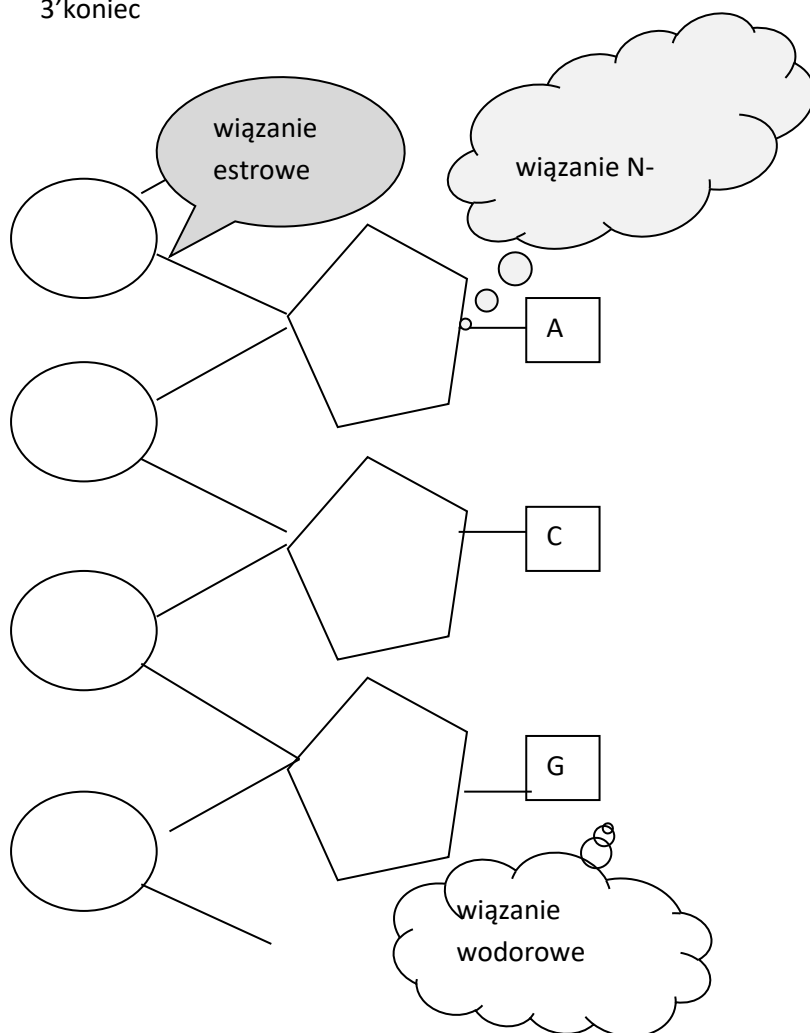 3’koniec
wiązanie
estrowe
wiązanie N-
A
C
G
wiązanie
wodorowe